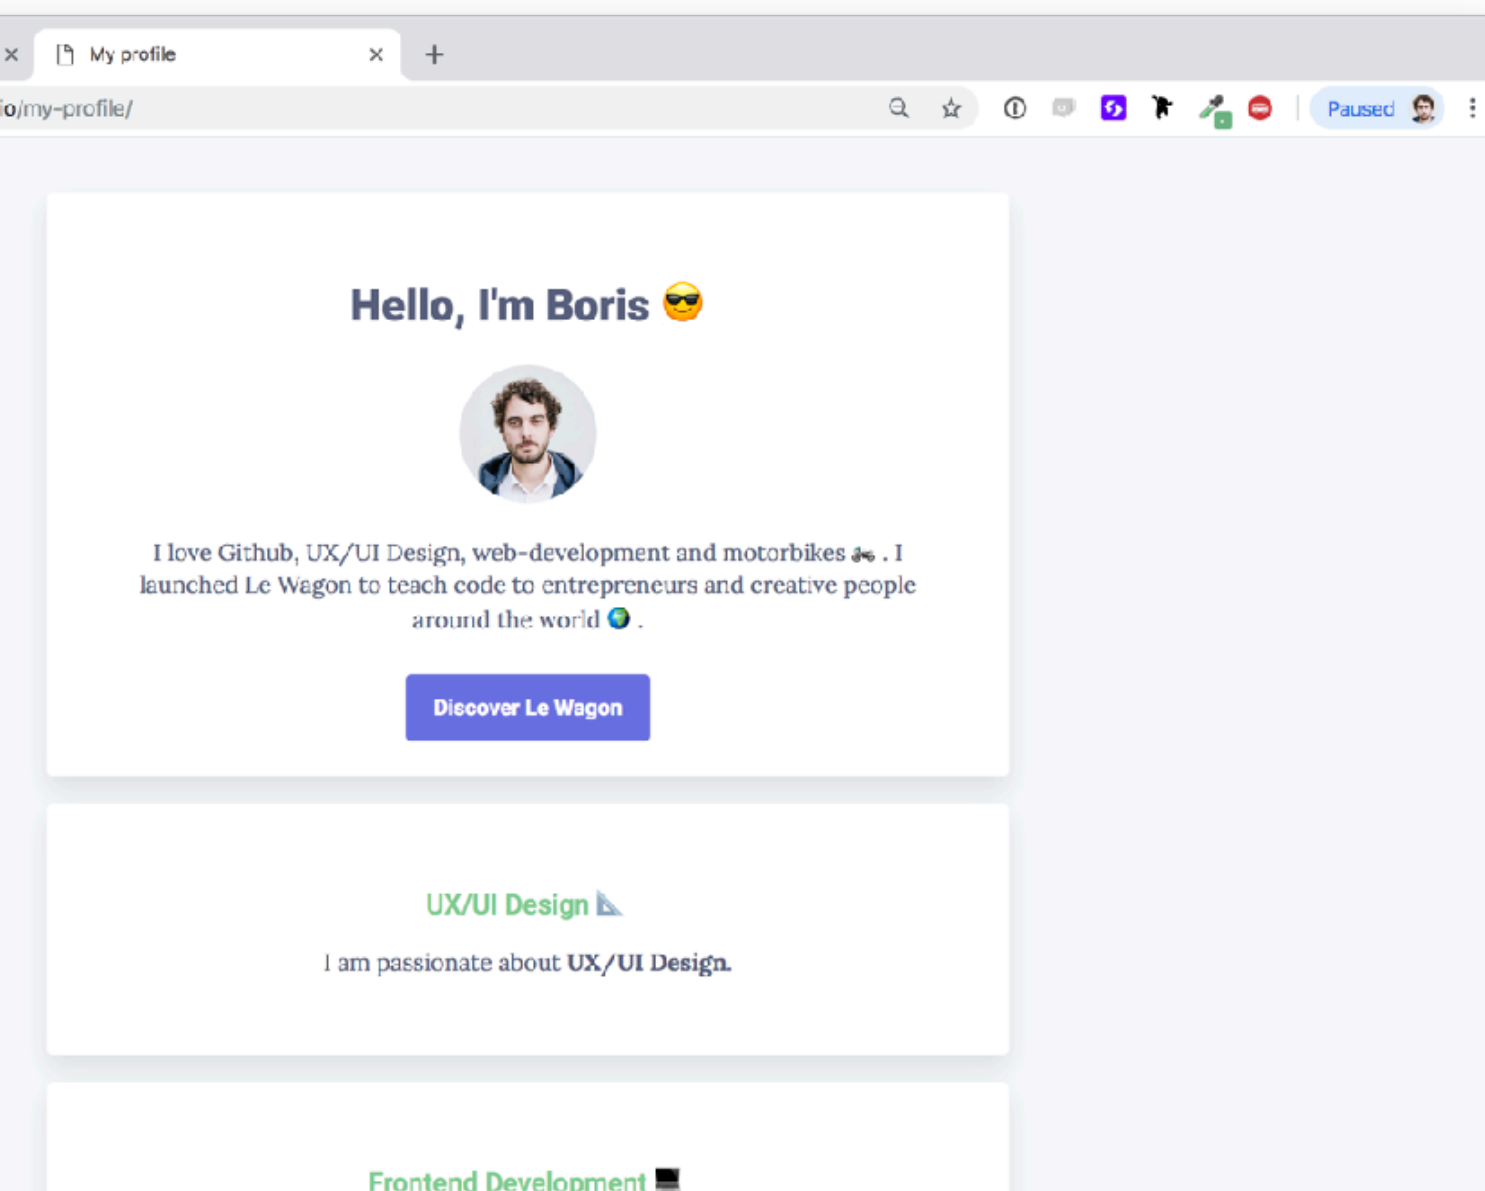 My profile
io/my-profile/
Paused
Hello, I'm Boris 😎
I love Github, UX/UI Design, web-development and motorbikes 🏍 . I
launched Le Wagon to teach code to entrepreneurs and creative people
around the world 🌍 .
Discover Le Wagon
UX/UI Design 📐
I am passionate about UX/UI Design.
Frontend Development 💻